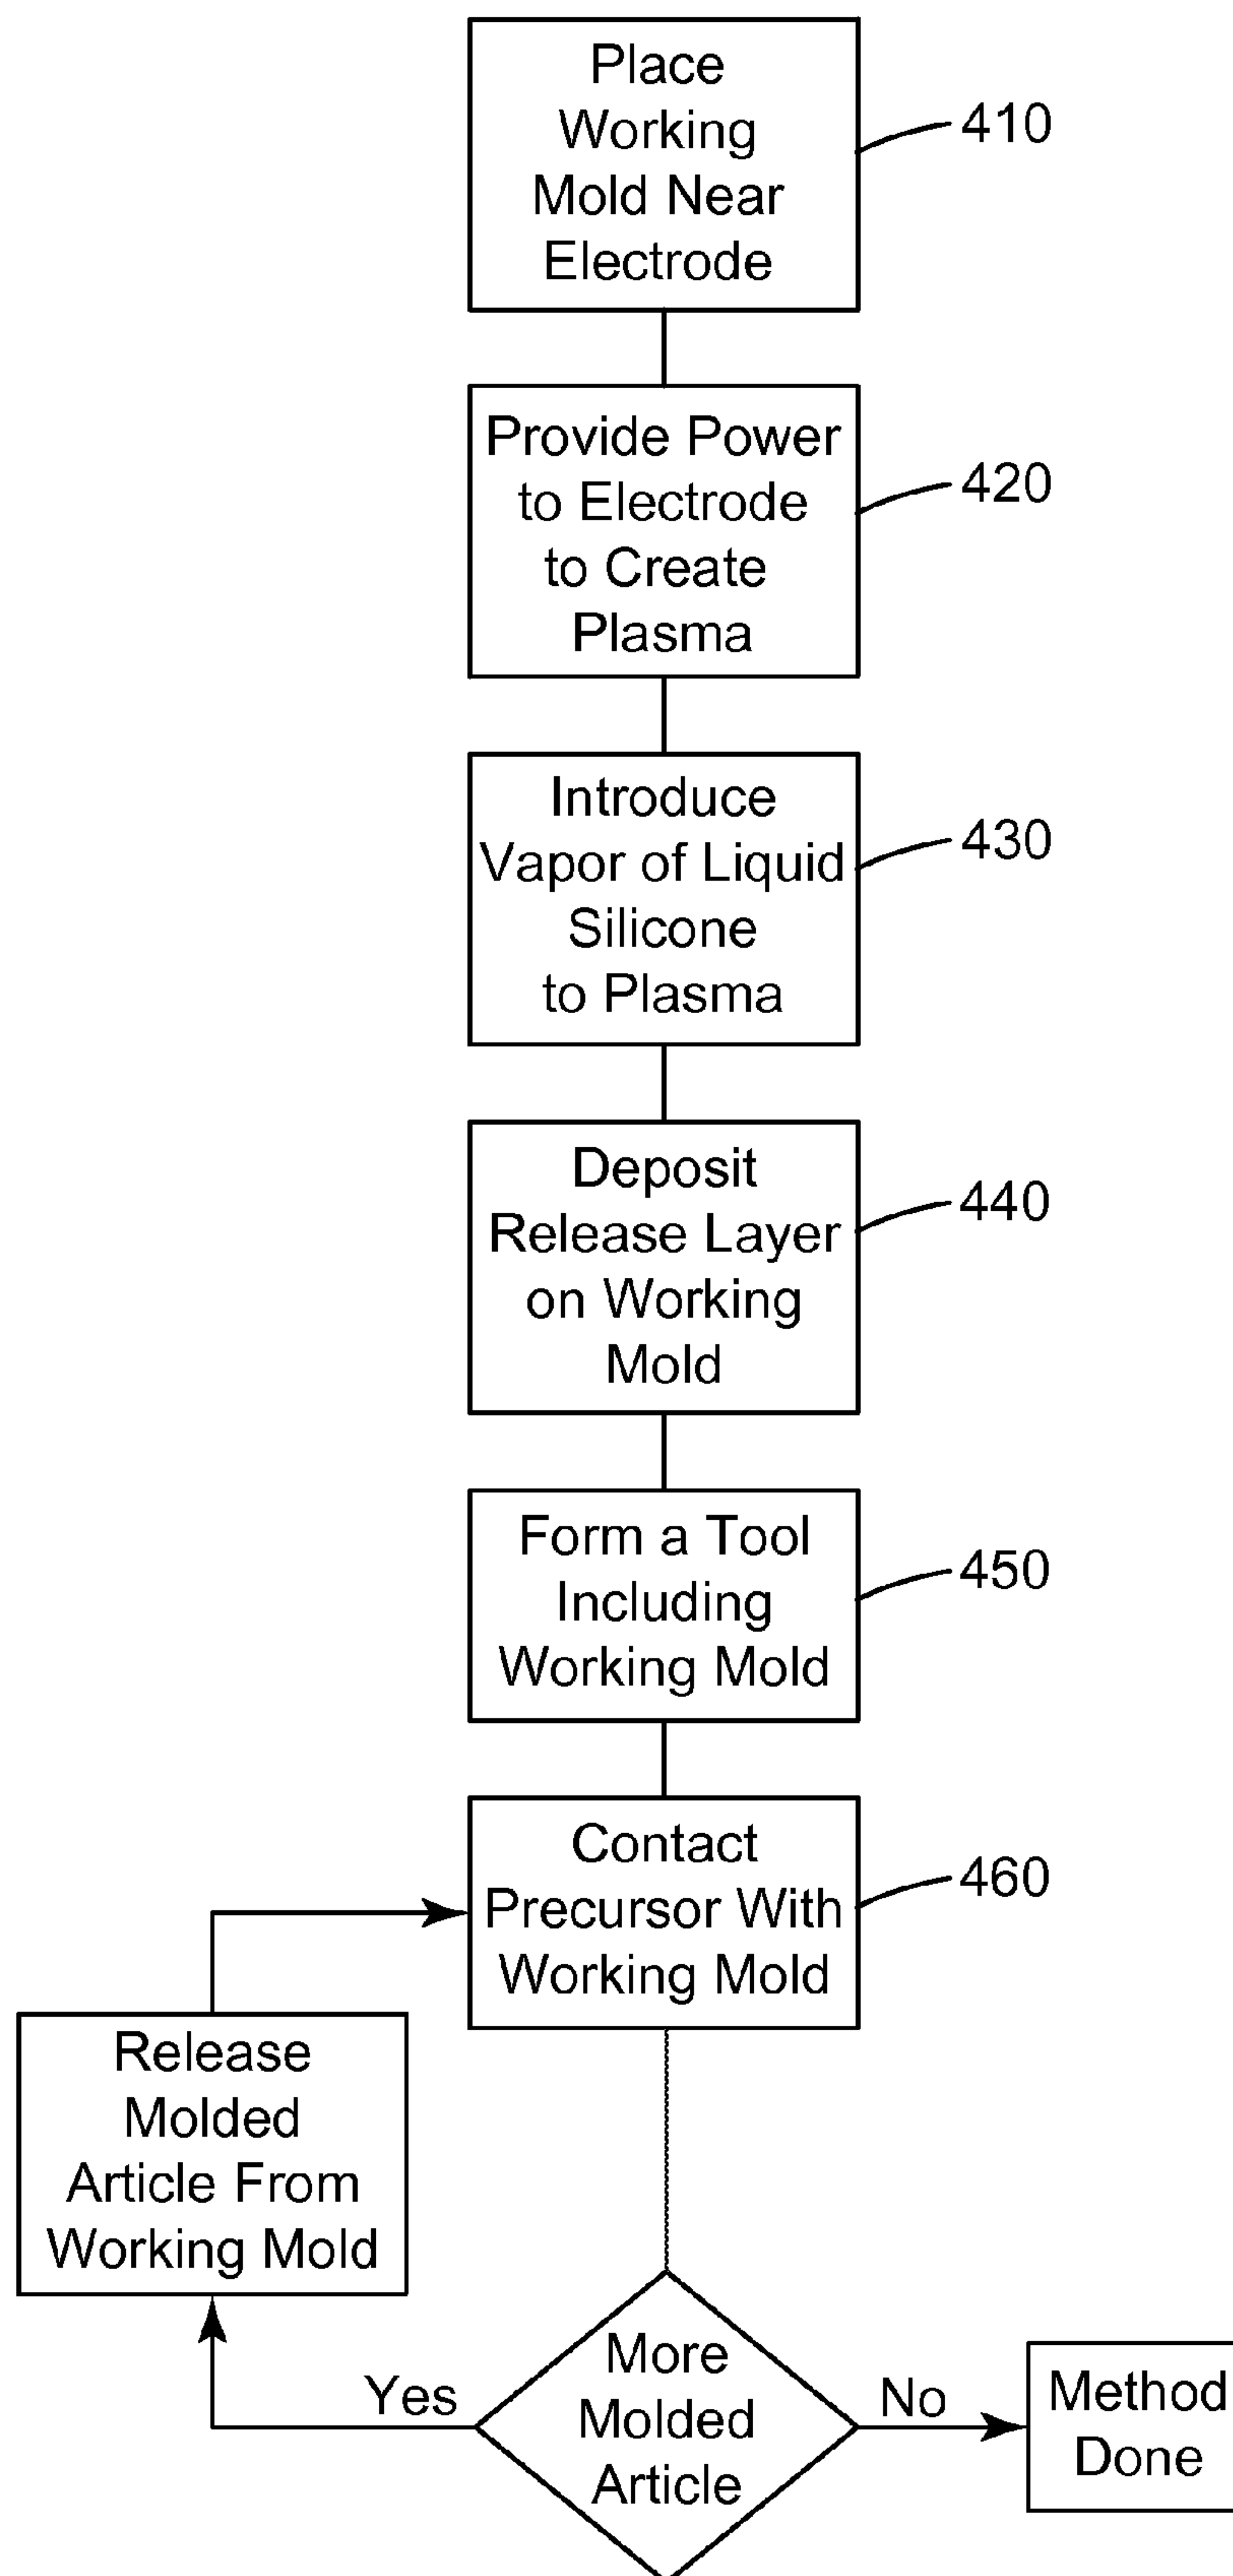 Place
Working
Mold Near
Electrode
410
Provide Power
to Electrode
to Create
Plasma
420
Introduce
Vapor of Liquid
Silicone
to Plasma
430
Deposit
Release Layer
on Working
Mold
440
Form a Tool
Including
Working Mold
450
Contact
Precursor With
Working Mold
460
Release
Molded
Article From
Working Mold
Yes
More
Molded
Article
No
Method
Done